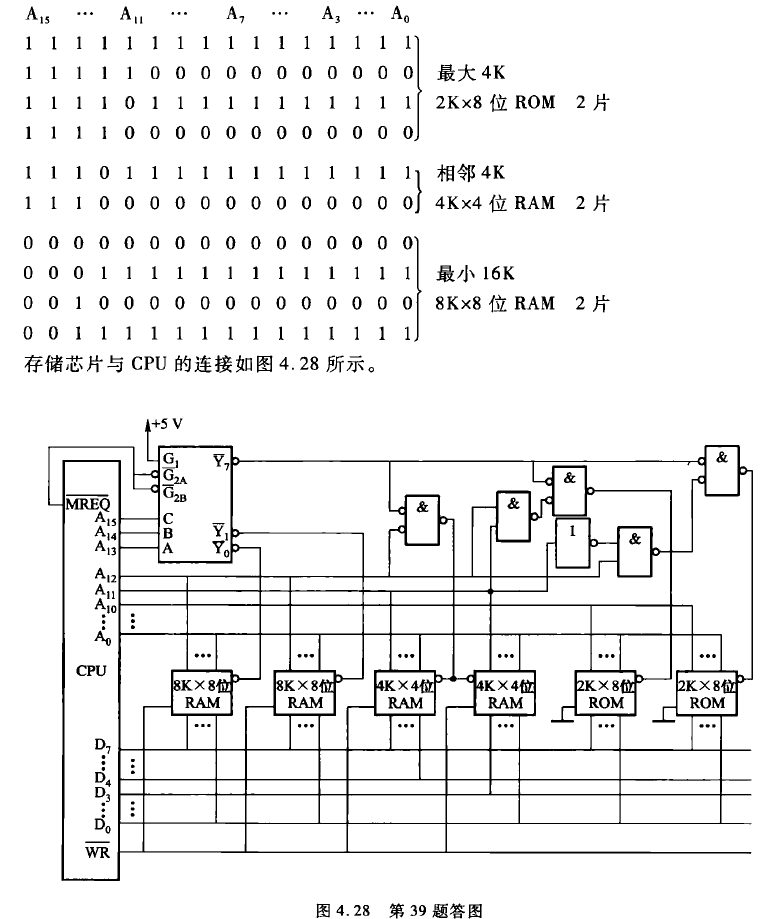 A15 … A11 … A7 … A3 … A0
1 1 1 1 1 1 1 1 1 1 1 1 1 1 1 1
1 1 1 1 1 0 0 0 0 0 0 0 0 0 0 0 最大 4K
1 1 1 1 0 1 1 1 1 1 1 1 1 1 1 1 2K×8 位 ROM 2 片
1 1 1 1 0 0 0 0 0 0 0 0 0 0 0 0
1 1 1 0 1 1 1 1 1 1 1 1 1 1 1 1 相邻 4K
1 1 1 0 0 0 0 0 0 0 0 0 0 0 0 0 4K×4 位 RAM 2 片
0 0 0 0 0 0 0 0 0 0 0 0 0 0 0 0
0 0 0 1 1 1 1 1 1 1 1 1 1 1 1 1 最小 16K
0 0 1 0 0 0 0 0 0 0 0 0 0 0 0 0 8K×8 位 RAM 2 片
0 0 1 1 1 1 1 1 1 1 1 1 1 1 1 1
存储芯片与 CPU 的连接如图 4.28 所示。
+5 V
G1 Y̅7 &
G̅2A &
G̅2B
M̅R̅E̅Q̅ & &
A15 C
A14 B Y̅1 1 &
A13 A Y̅0
A12
A11
A10
⋮ ⋮
A0
… … … … … …
CPU
8K×8位 8K×8位 4K×4位 4K×4位 2K×8位 2K×8位
RAM RAM RAM RAM ROM ROM
… … … … … …
D7
⋮ ⋮
D4
D3
⋮ ⋮
D0
W̅R̅
图 4.28 第 39 题答图